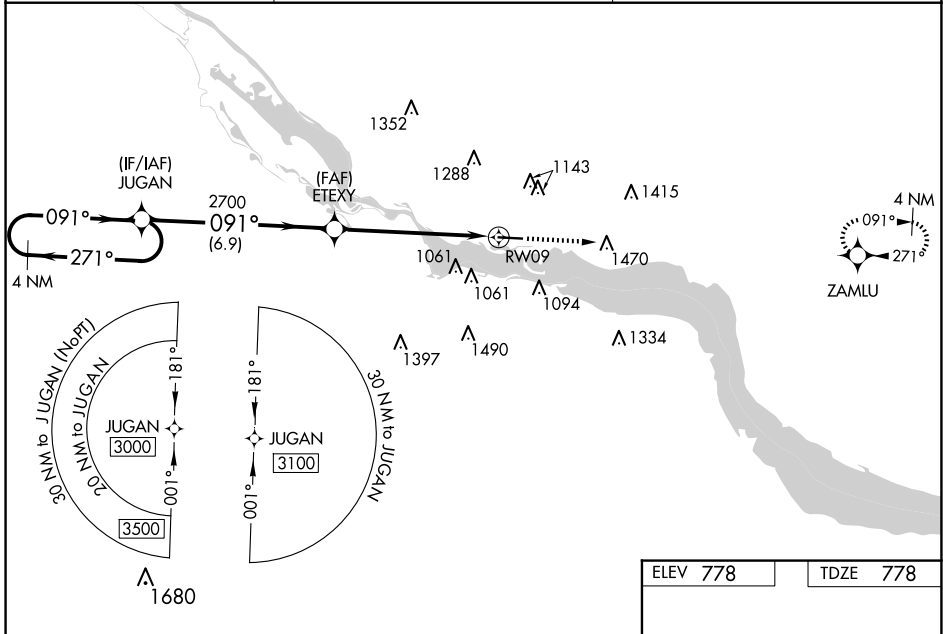 1352
1288
1143
1415
(IF/IAF)
JUGAN
(FAF)
ETEXY
2700
091°
(6.9)
091°
271°
4 NM
RW09
1470
4 NM
091°
271°
ZAMLU
1061
1061
1094
1397
1490
1334
30 NM to JUGAN (NoPT)
20 NM to JUGAN
181°
JUGAN
3000
001°
3500
181°
JUGAN
3100
001°
30 NM to JUGAN
1680
ELEV 778
TDZE 778